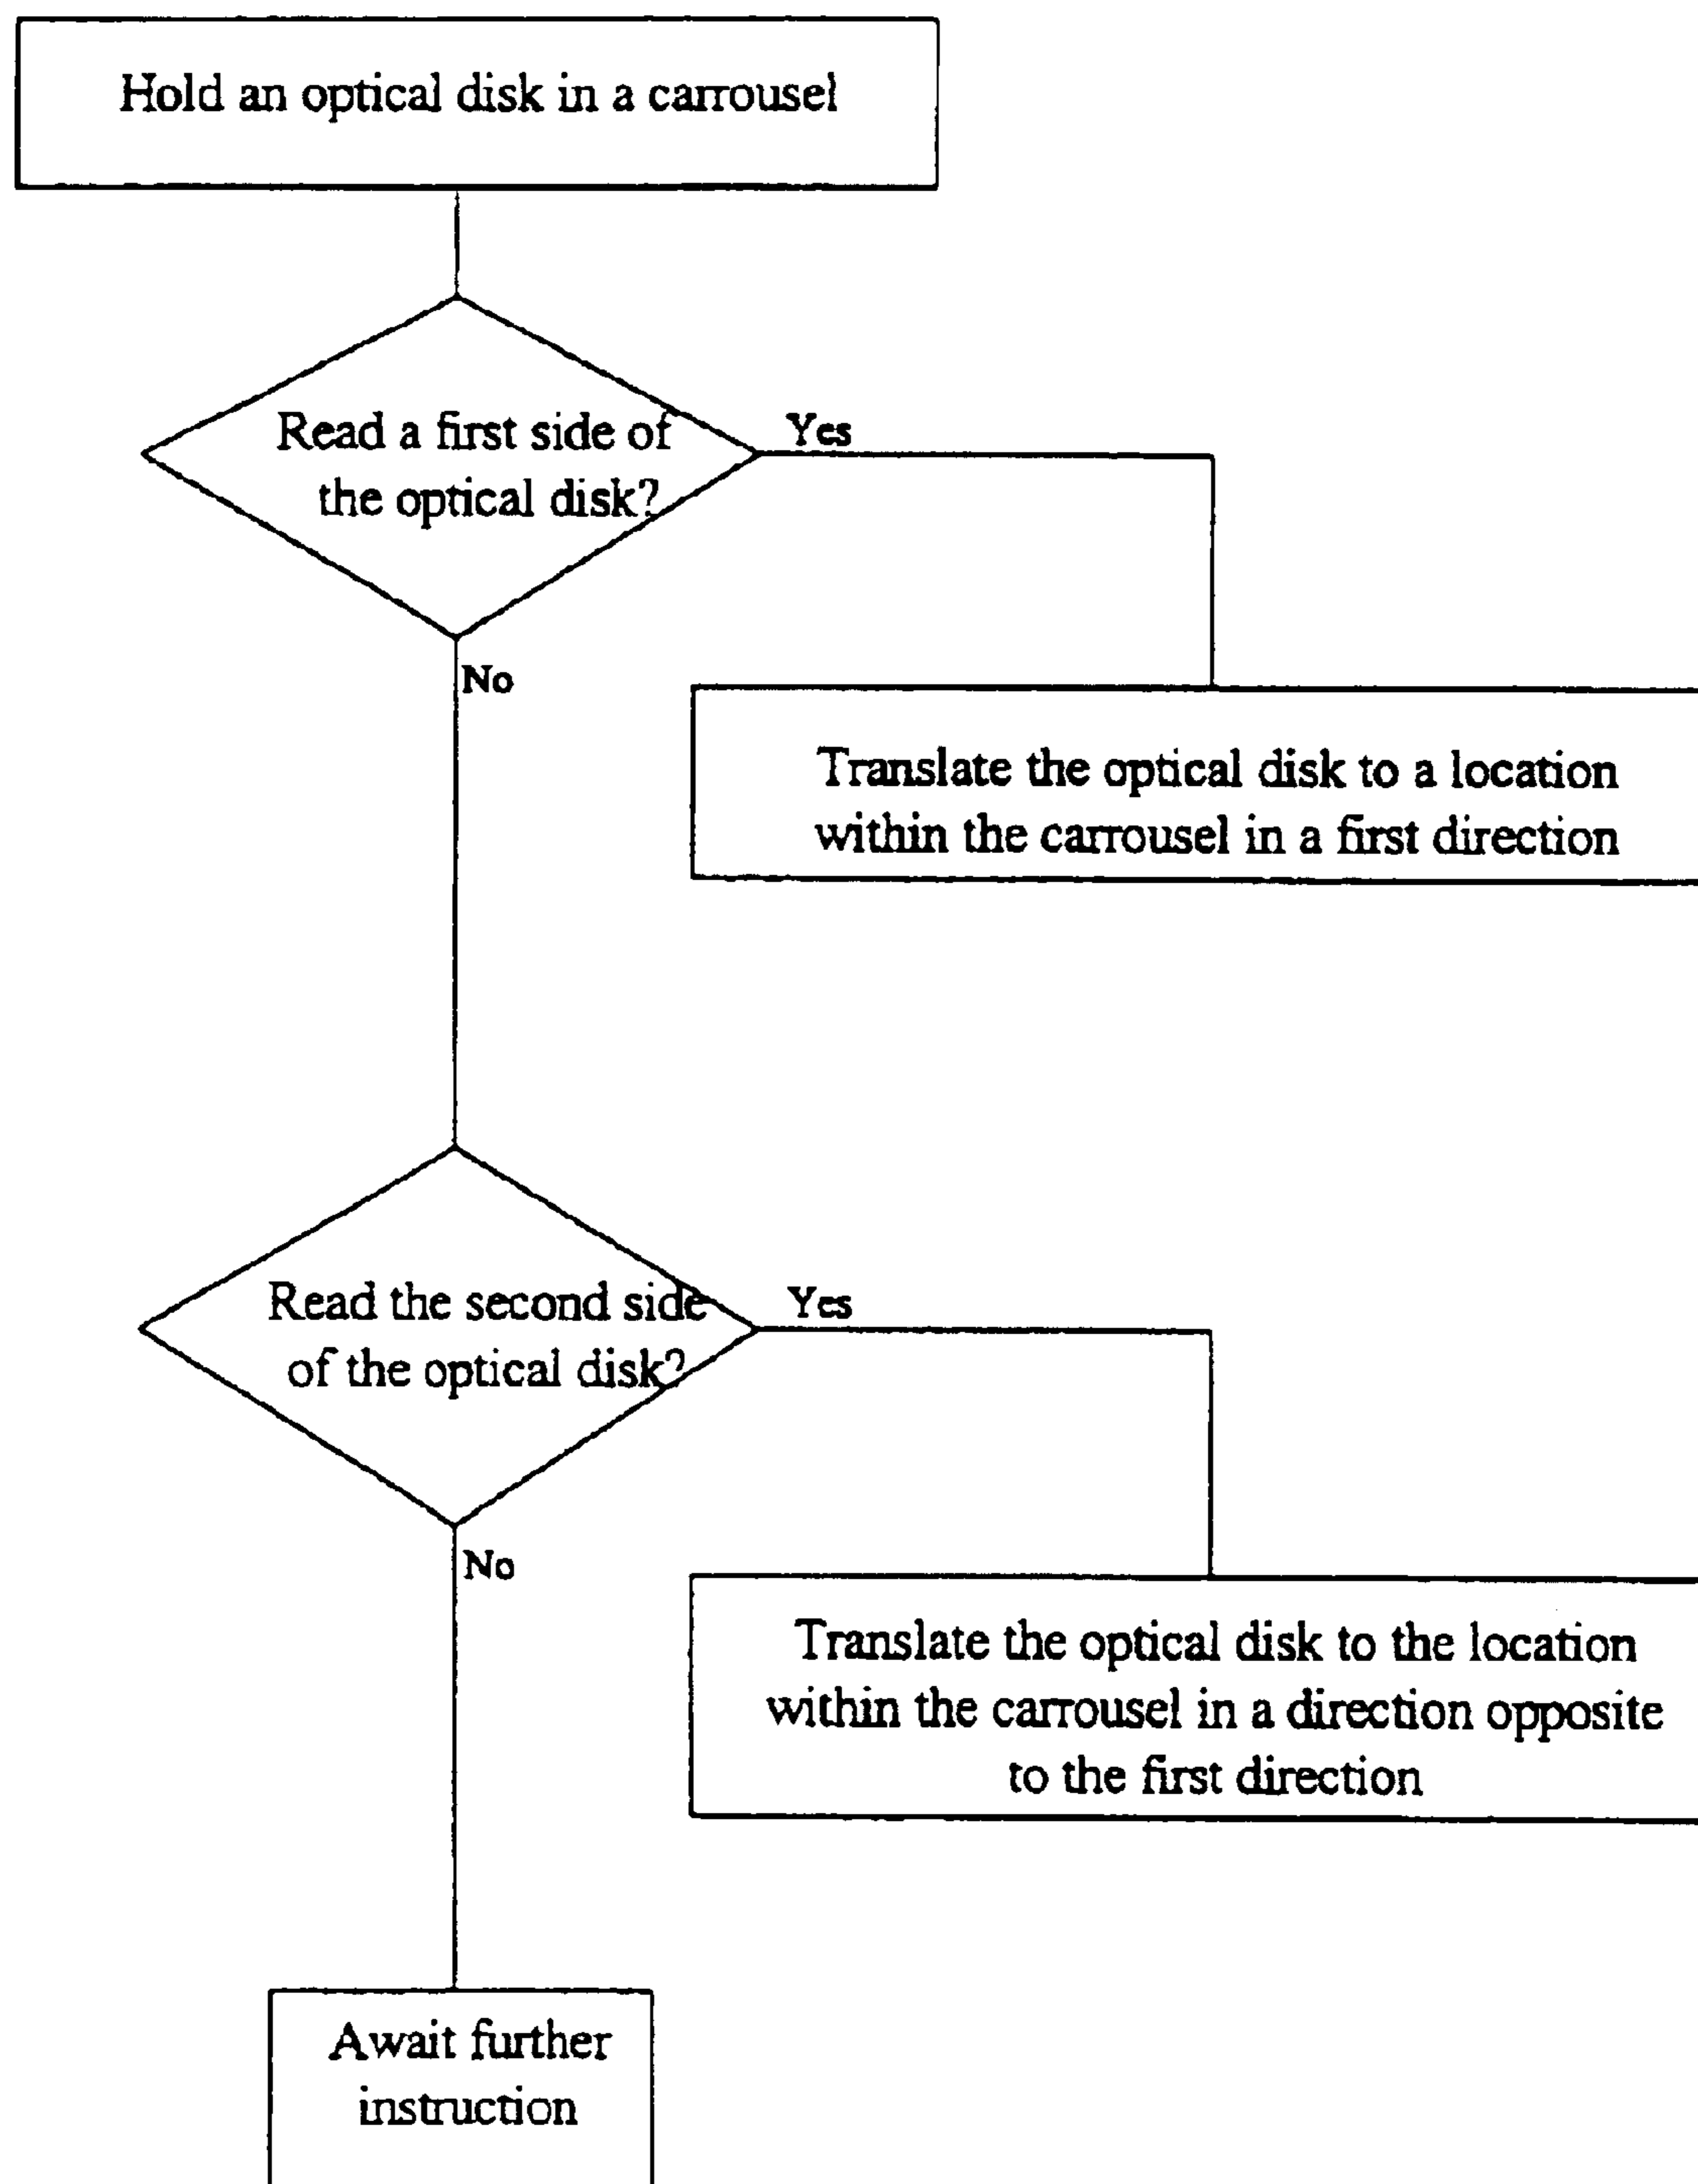 Hold an optical disk in a carrousel
Read a first side of
the optical disk?
Yes
No
Translate the optical disk to a location
within the carrousel in a first direction
Read the second side
of the optical disk?
Yes
No
Translate the optical disk to the location
within the carrousel in a direction opposite
to the first direction
Await further
instruction